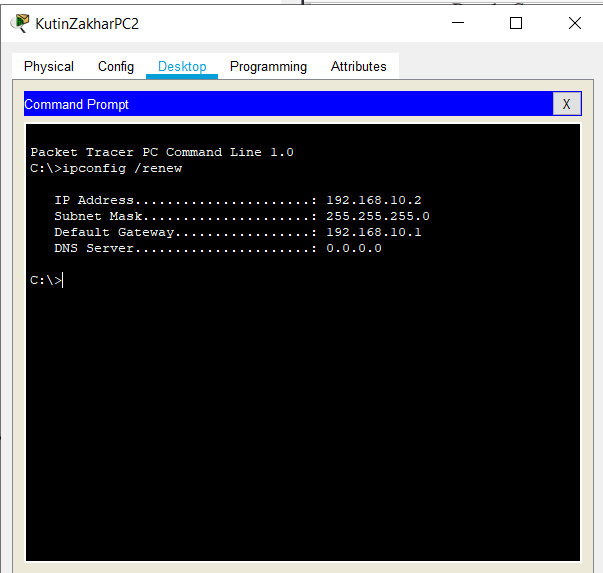 KutinZakharPC2
Physical Config Desktop Programming Attributes
Command Prompt X
Packet Tracer PC Command Line 1.0
C:\>ipconfig /renew
IP Address......................: 192.168.10.2
Subnet Mask.....................: 255.255.255.0
Default Gateway.................: 192.168.10.1
DNS Server......................: 0.0.0.0
C:\>